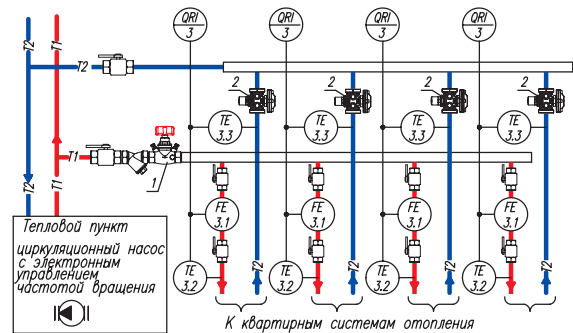 QRI
3
QRI
3
QRI
3
QRI
3
T2
T1
T2
2
2
2
2
TE
3.3
TE
3.3
TE
3.3
TE
3.3
T1
1
T2
T1
FE
3.1
FE
3.1
FE
3.1
FE
3.1
TE
3.2
T2
TE
3.2
T2
TE
3.2
T2
TE
3.2
T2
Тепловой пункт
циркуляционный насос
с электронным
управлением
частотой вращения
К квартирным системам отопления